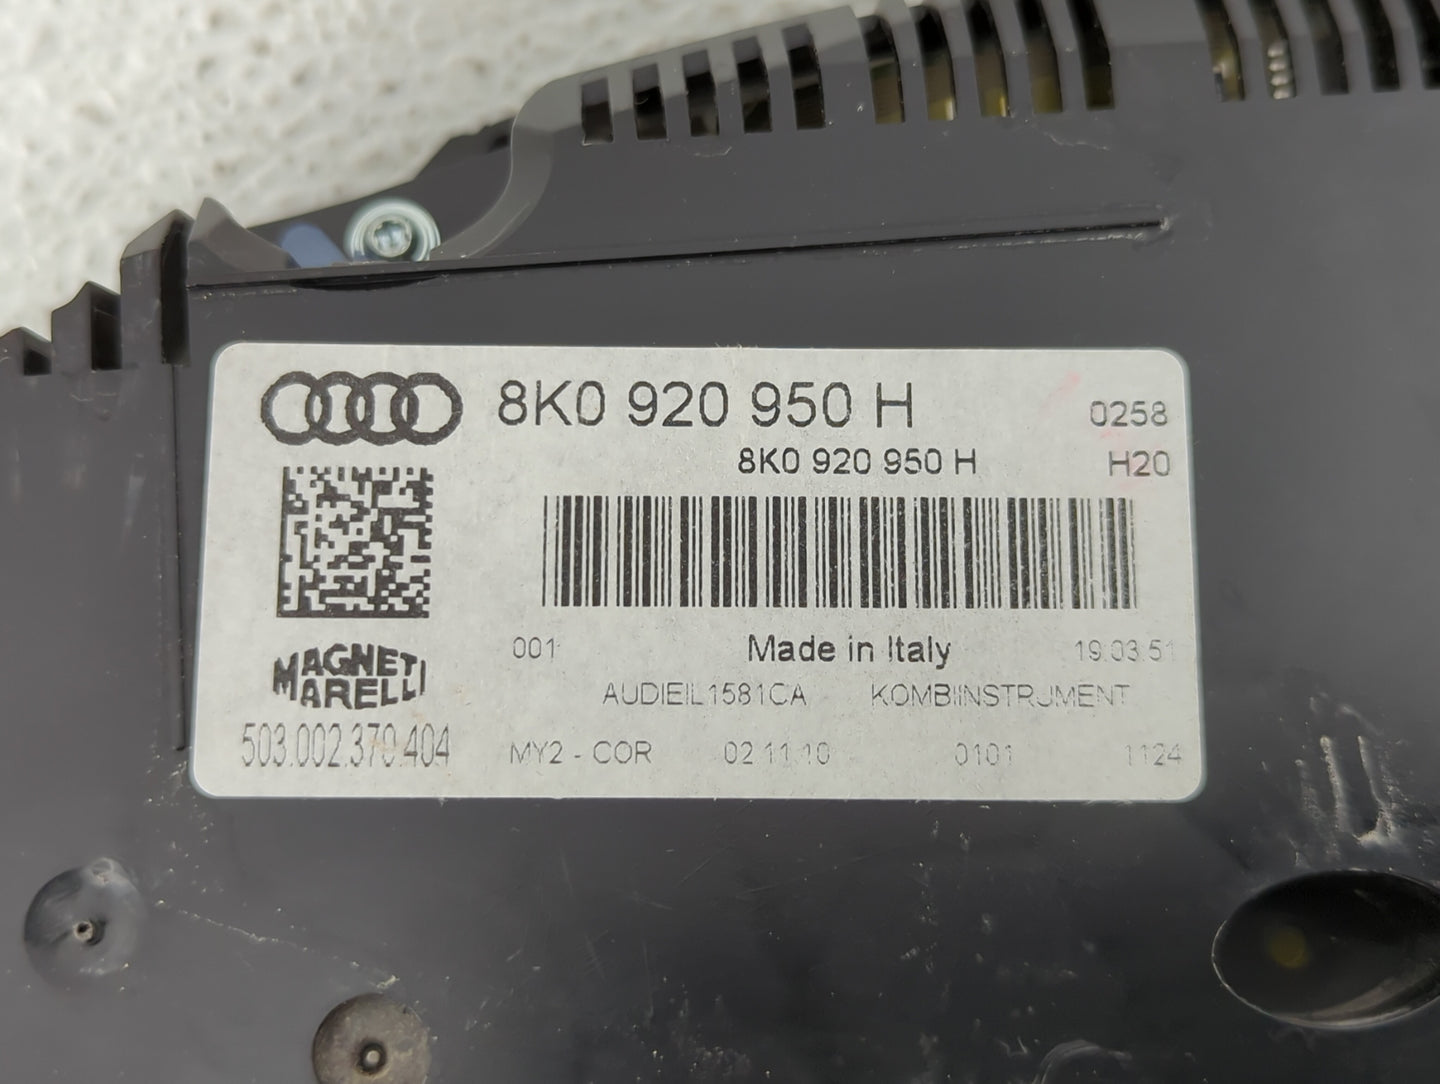 8K0 920 950 H 0258
8K0 920 950 H H20
001 Made in Italy 19.03.51
MAGNETI
MARELLI
AUDIEIL1581CA KOMBIINSTRUMENT
503.002.370.404 MY2 - COR 02.11.10 0101 1124